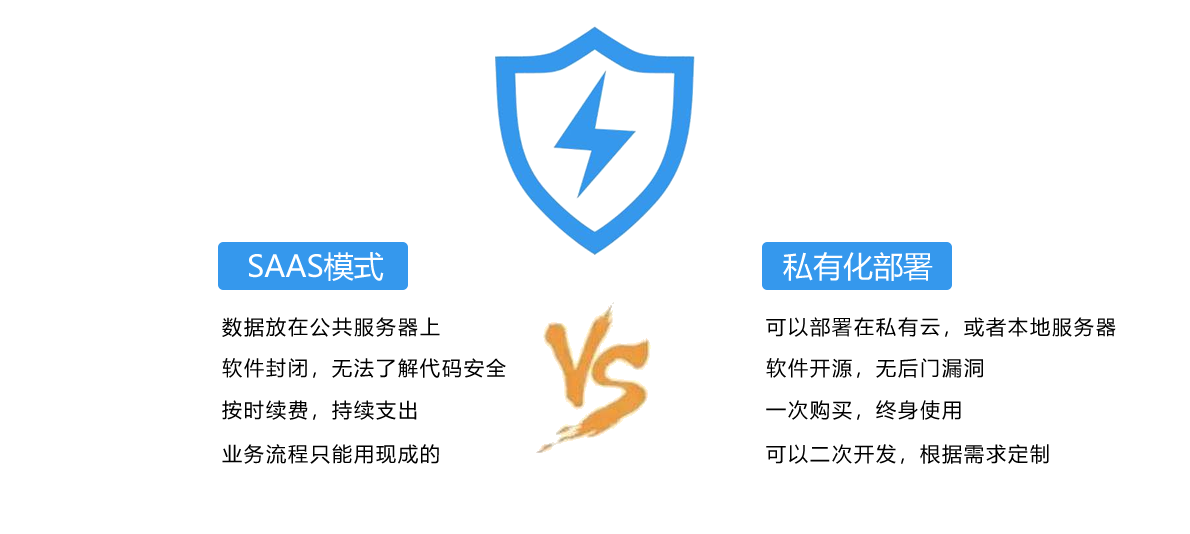 SAAS模式
数据放在公共服务器上
软件封闭，无法了解代码安全
按时续费，持续支出
业务流程只能用现成的
VS
私有化部署
可以部署在私有云，或者本地服务器
软件开源，无后门漏洞
一次购买，终身使用
可以二次开发，根据需求定制